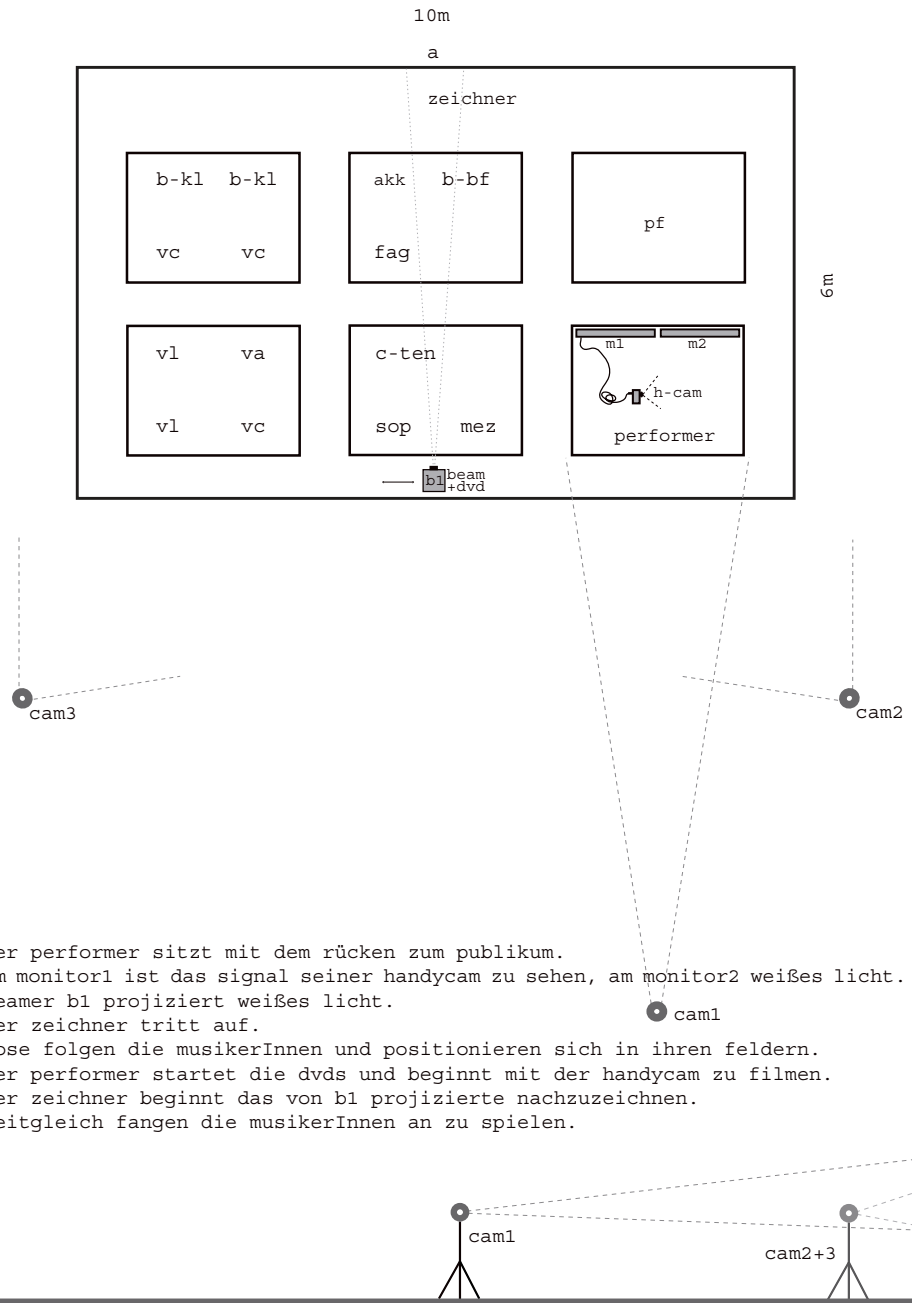 10m
a
zeichner
b-kl b-kl
akk b-bf
pf
vc vc
fag
6m
m1 m2
vl va
c-ten
h-cam
vl vc
sop mez
performer
b1 beam
+dvd
cam3
cam2
er performer sitzt mit dem rücken zum publikum.
m monitor1 ist das signal seiner handycam zu sehen, am monitor2 weißes licht.
eamer b1 projiziert weißes licht.
er zeichner tritt auf.
cam1
ose folgen die musikerInnen und positionieren sich in ihren feldern.
er performer startet die dvds und beginnt mit der handycam zu filmen.
er zeichner beginnt das von b1 projizierte nachzuzeichnen.
eitgleich fangen die musikerInnen an zu spielen.
cam1
cam2+3